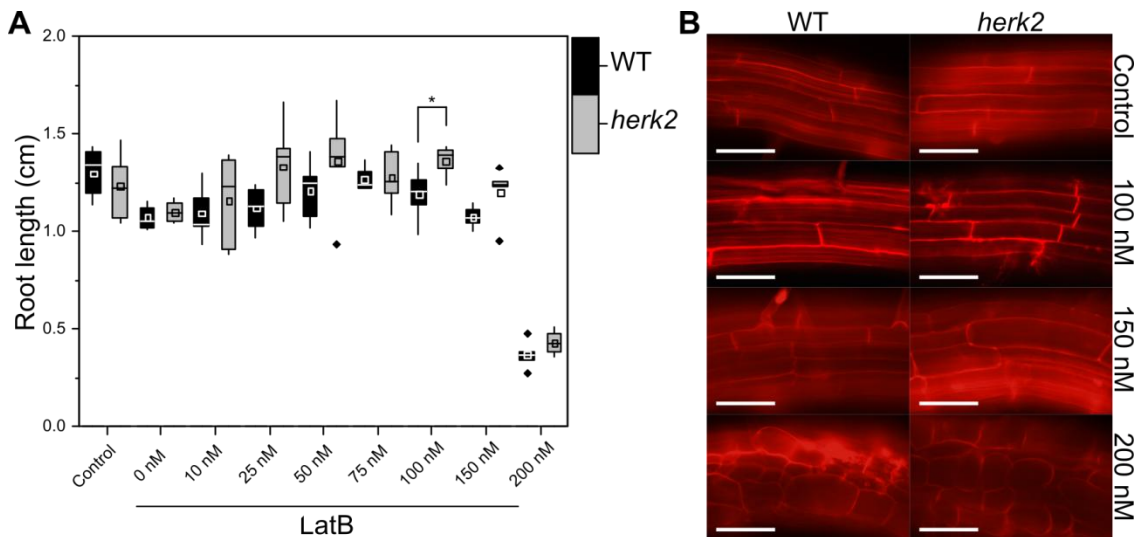 A
Root length (cm)
2.0
1.5
1.0
0.5
0.0
*
WT
herk2
Control
0 nM
10 nM
25 nM
50 nM
75 nM
100 nM
150 nM
200 nM
LatB
B
WT herk2
Control
100 nM
150 nM
200 nM